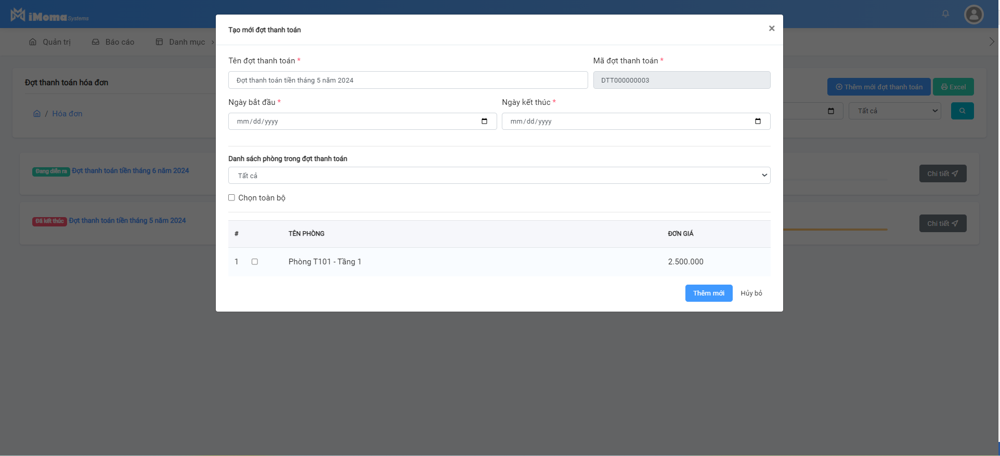 iMoma Systems
Quản trị
Báo cáo
Danh mục
Đợt thanh toán hóa đơn
Thêm mới đợt thanh toán
Excel
/ Hóa đơn
Tất cả
Đang diễn ra Đợt thanh toán tiền tháng 6 năm 2024
Chi tiết
Đã kết thúc Đợt thanh toán tiền tháng 5 năm 2024
Chi tiết
Tạo mới đợt thanh toán
×
Tên đợt thanh toán *
Mã đợt thanh toán *
Đợt thanh toán tiền tháng 5 năm 2024
DTT000000003
Ngày bắt đầu *
Ngày kết thúc *
mm/dd/yyyy
mm/dd/yyyy
Danh sách phòng trong đợt thanh toán
Tất cả
Chọn toàn bộ
# TÊN PHÒNG ĐƠN GIÁ
1 Phòng T101 - Tầng 1 2.500.000
Thêm mới
Hủy bỏ